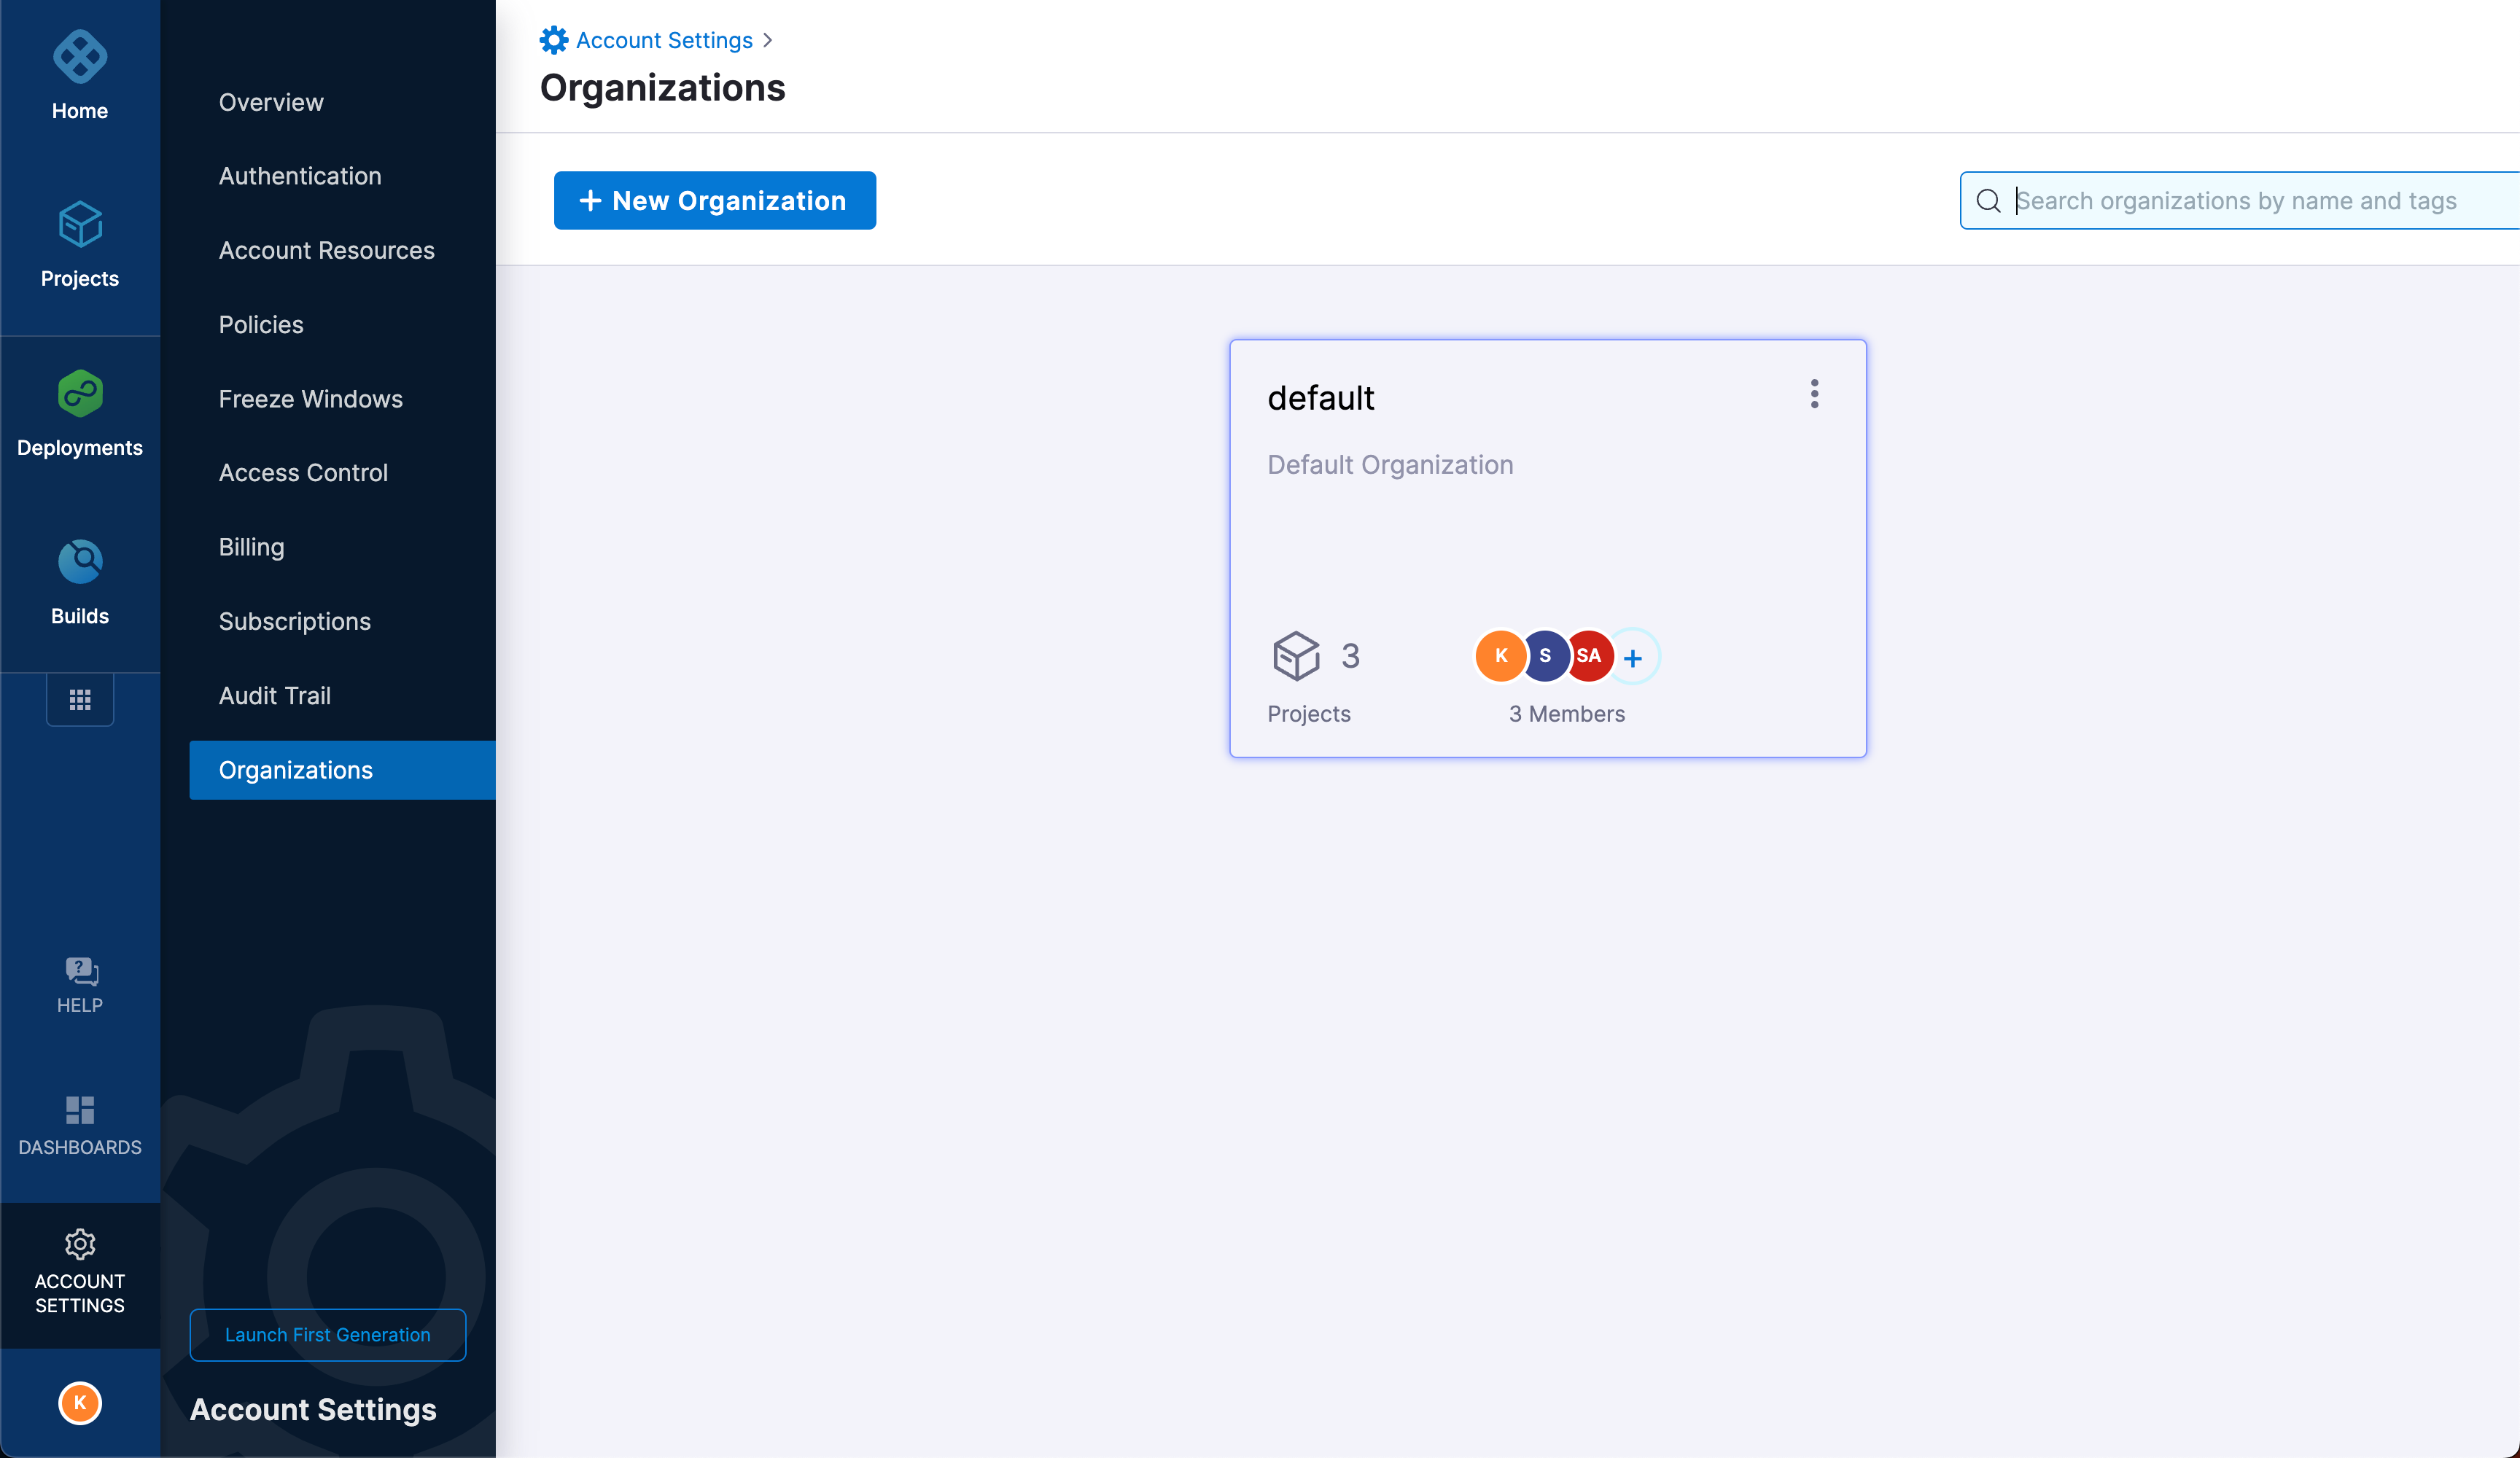 Home
Projects
Deployments
Builds
HELP
DASHBOARDS
ACCOUNT
SETTINGS
K
Overview
Authentication
Account Resources
Policies
Freeze Windows
Access Control
Billing
Subscriptions
Audit Trail
Organizations
Launch First Generation
Account Settings
Account Settings >
Organizations
+ New Organization
Search organizations by name and tags
default
Default Organization
3
K S SA +
Projects
3 Members